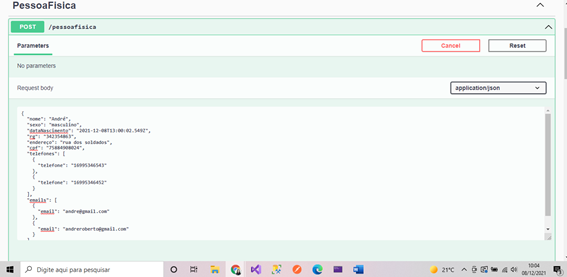 PessoaFisica
POST /pessoafisica
Parameters
Cancel
Reset
No parameters
Request body
application/json
{
"nome": "André",
"sexo": "masculino",
"dataNascimento": "2021-12-08T13:00:02.549Z",
"rg": "342354863",
"endereço": "rua dos soldados",
"cpf": "75884908024",
"telefones": [
{
"telefone": "16995346543"
},
{
"telefone": "16995346452"
}
],
"emails": [
{
"email": "andre@gmail.com"
},
{
"email": "andreroberto@gmail.com"
}
Digite aqui para pesquisar
21°C
10:04
08/12/2021